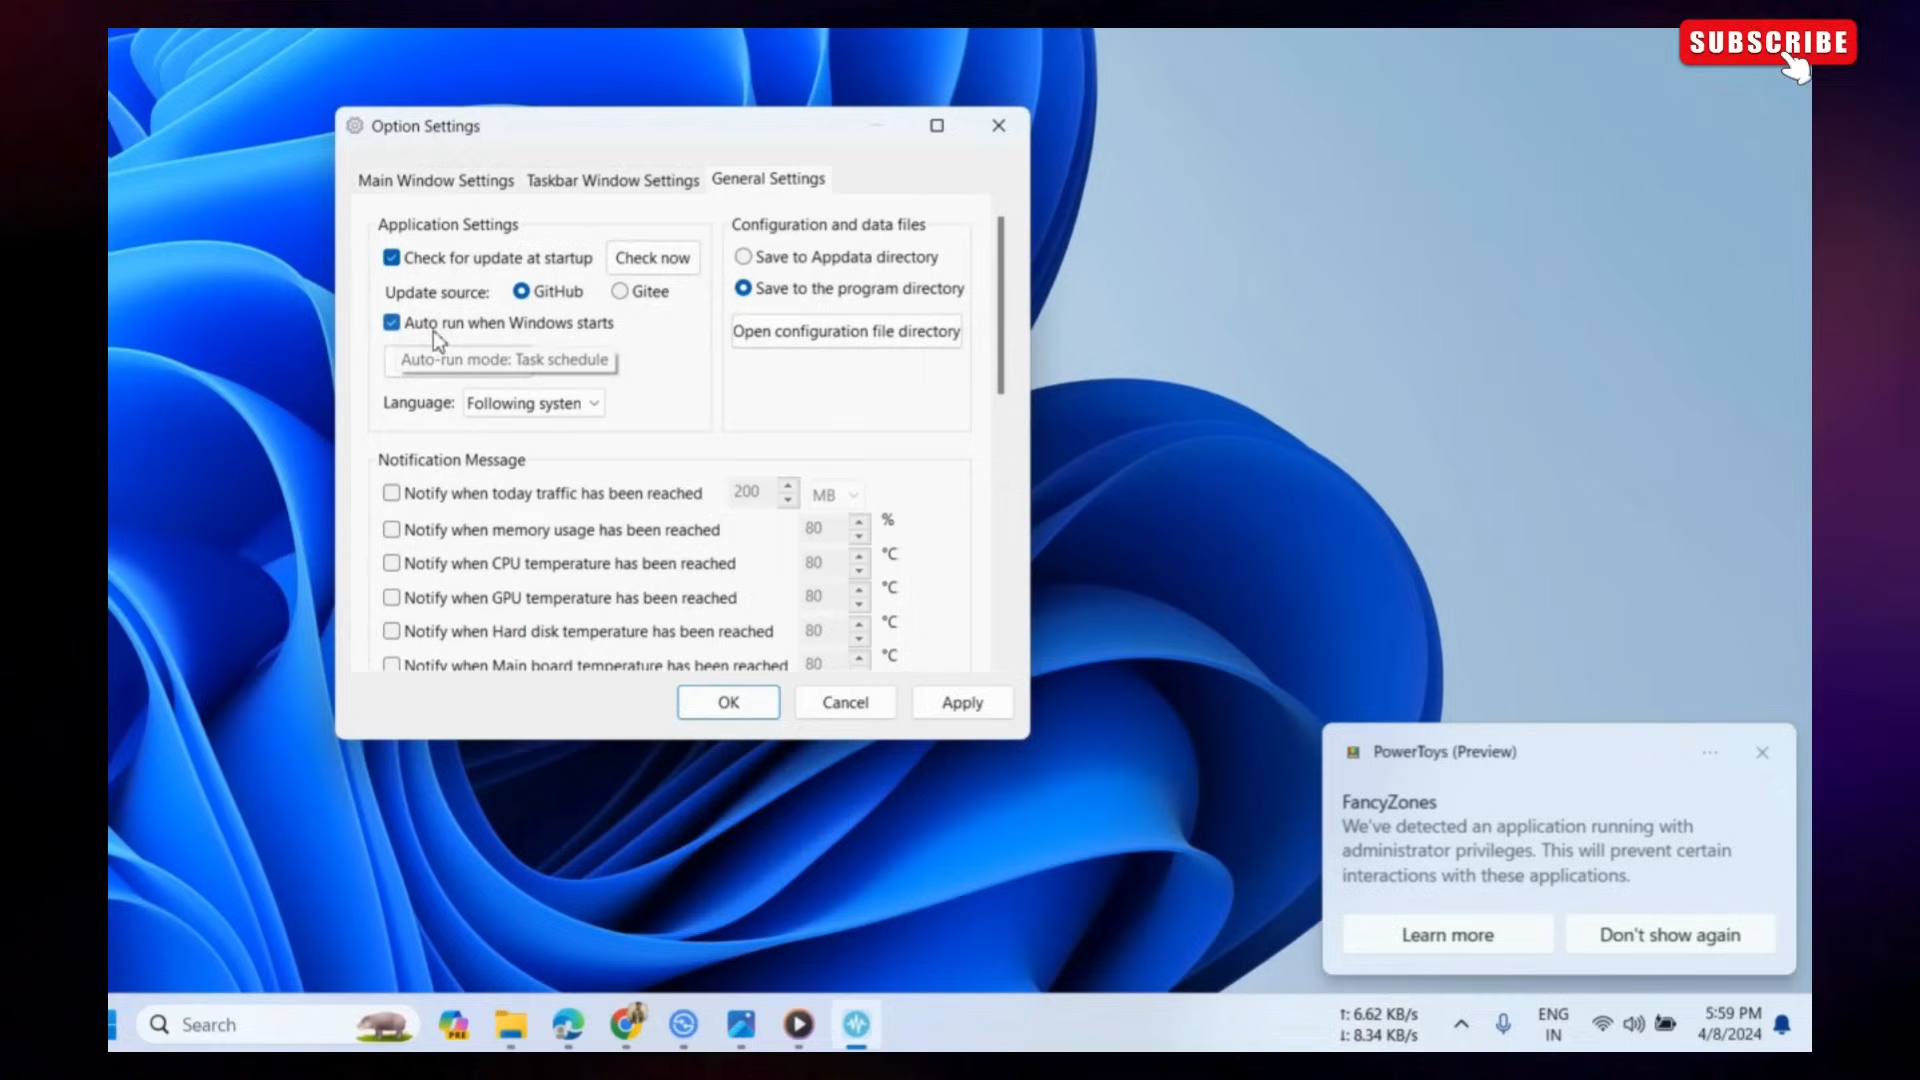 SUBSCRIBE
Option Settings
Main Window Settings Taskbar Window Settings General Settings
Application Settings
Check for update at startup Check now
Update source: GitHub Gitee
Auto run when Windows starts
Auto-run mode: Task schedule
Language: Following systen
Configuration and data files
Save to Appdata directory
Save to the program directory
Open configuration file directory
Notification Message
Notify when today traffic has been reached 200 MB
Notify when memory usage has been reached 80 %
Notify when CPU temperature has been reached 80 °C
Notify when GPU temperature has been reached 80 °C
Notify when Hard disk temperature has been reached 80 °C
Notify when Main board temperature has been reached 80 °C
OK Cancel Apply
PowerToys (Preview)
FancyZones
We've detected an application running with
administrator privileges. This will prevent certain
interactions with these applications.
Learn more Don't show again
Search
PRE
↑: 6.62 KB/s
↓: 8.34 KB/s
ENG
IN
5:59 PM
4/8/2024